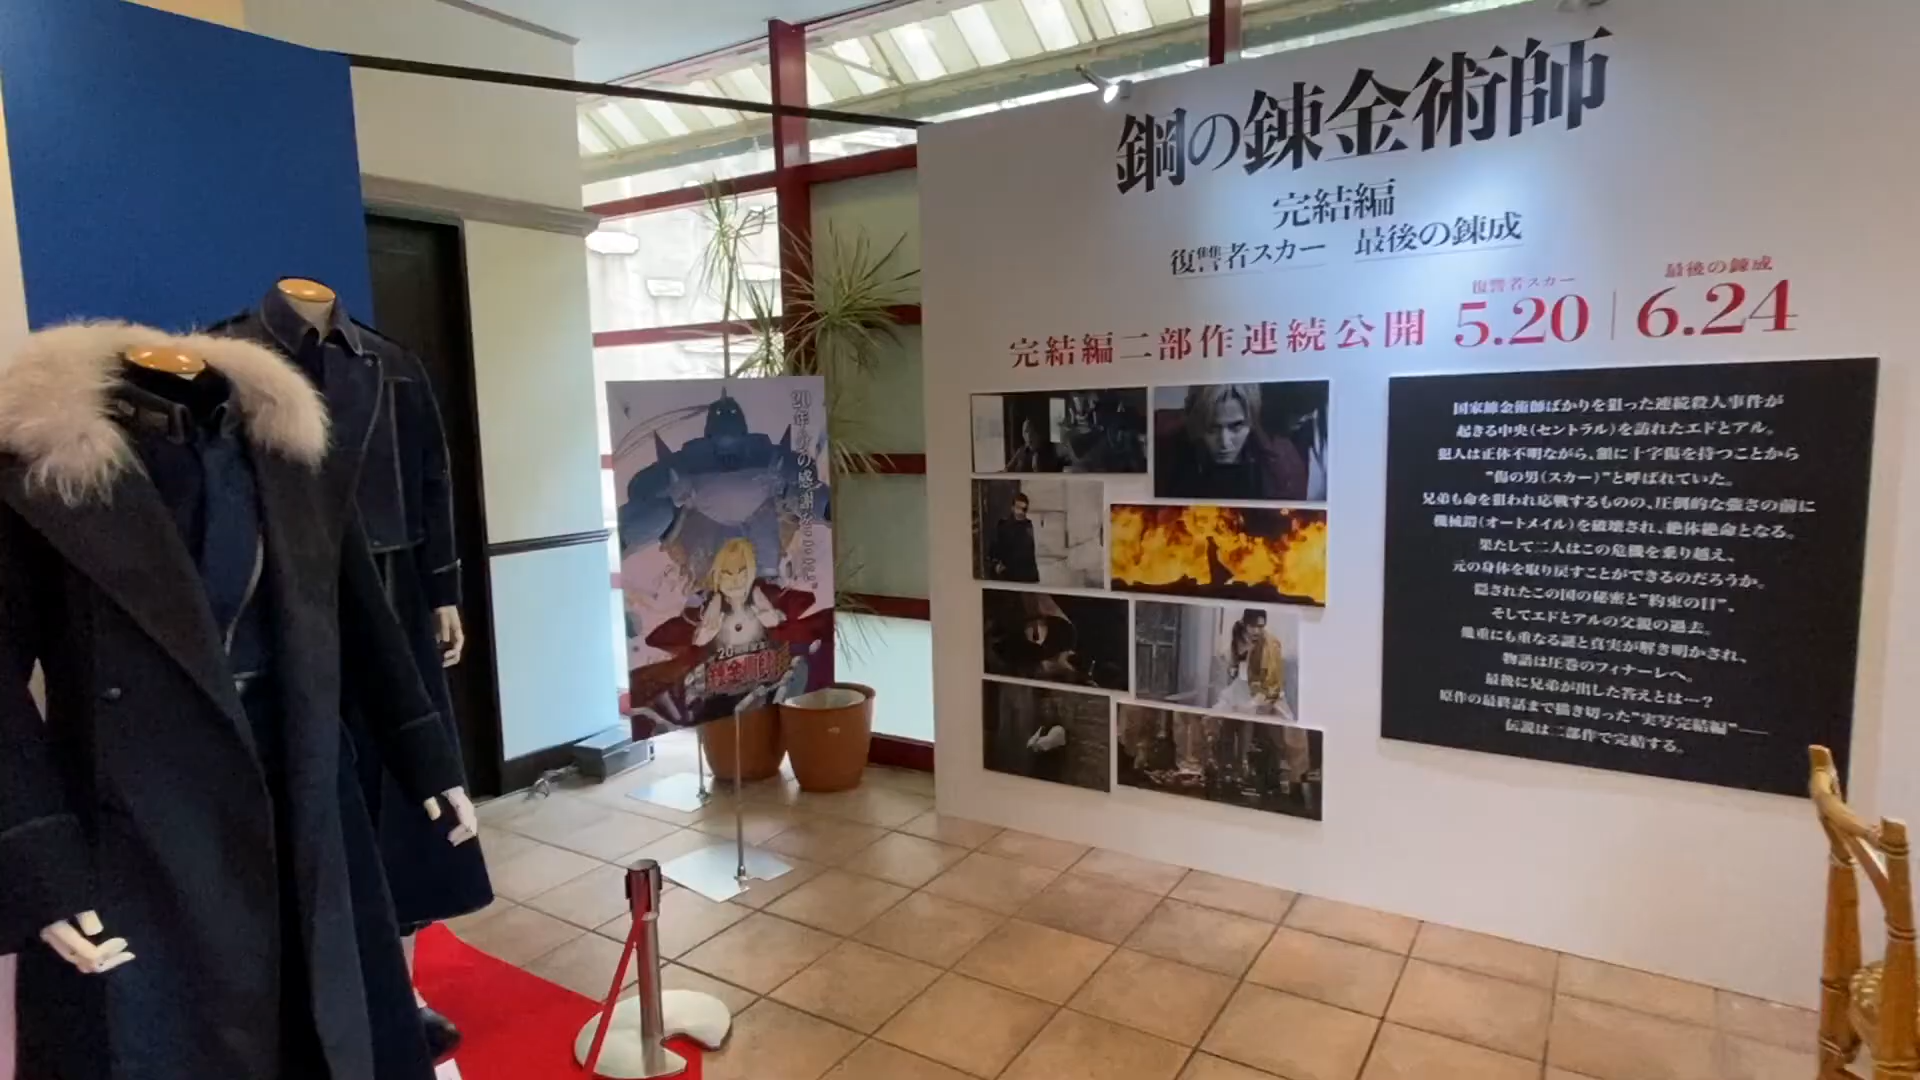 鋼の錬金術師
完結編
復讐者スカー 最後の錬成
復讐者スカー 最後の錬成
完結編二部作連続公開 5.20 6.24
国家錬金術師ばかりを狙った連続殺人事件が
起きる中央(セントラル)を訪れたエドとアル。
犯人は正体不明ながら、額に十字傷を持つことから
"傷の男(スカー)"と呼ばれていた。
兄弟も命を狙われ応戦するものの、圧倒的な強さの前に
機械鎧(オートメイル)を破壊され、絶体絶命となる。
果たして二人はこの危機を乗り越え、
元の身体を取り戻すことができるのだろうか。
隠されたこの国の秘密と"約束の日"、
そしてエドとアルの父親の過去。
幾重にも重なる謎と真実が解き明かされ、
物語は圧巻のフィナーレへ。
最後に兄弟が出した答えとは…?
原作の最終話まで描き切った"実写完結編"――
伝説は二部作で完結する。
20年分の感謝を